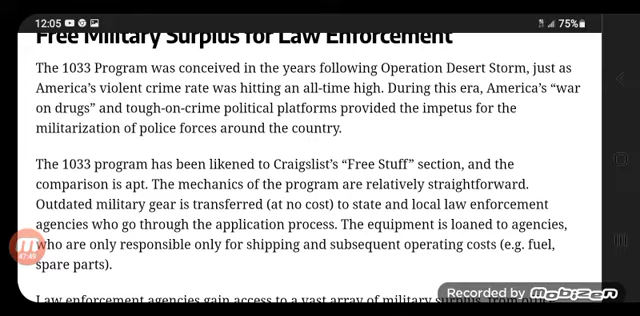 12:05
75%
Free Military Surplus for Law Enforcement
The 1033 Program was conceived in the years following Operation Desert Storm, just as
America’s violent crime rate was hitting an all-time high. During this era, America’s “war
on drugs” and tough-on-crime political platforms provided the impetus for the
militarization of police forces around the country.
The 1033 program has been likened to Craigslist’s “Free Stuff” section, and the
comparison is apt. The mechanics of the program are relatively straightforward.
Outdated military gear is transferred (at no cost) to state and local law enforcement
agencies who go through the application process. The equipment is loaned to agencies,
who are only responsible only for shipping and subsequent operating costs (e.g. fuel,
spare parts).
47:49
Recorded by Mobizen
Law enforcement agencies gain access to a vast array of military surplus, from